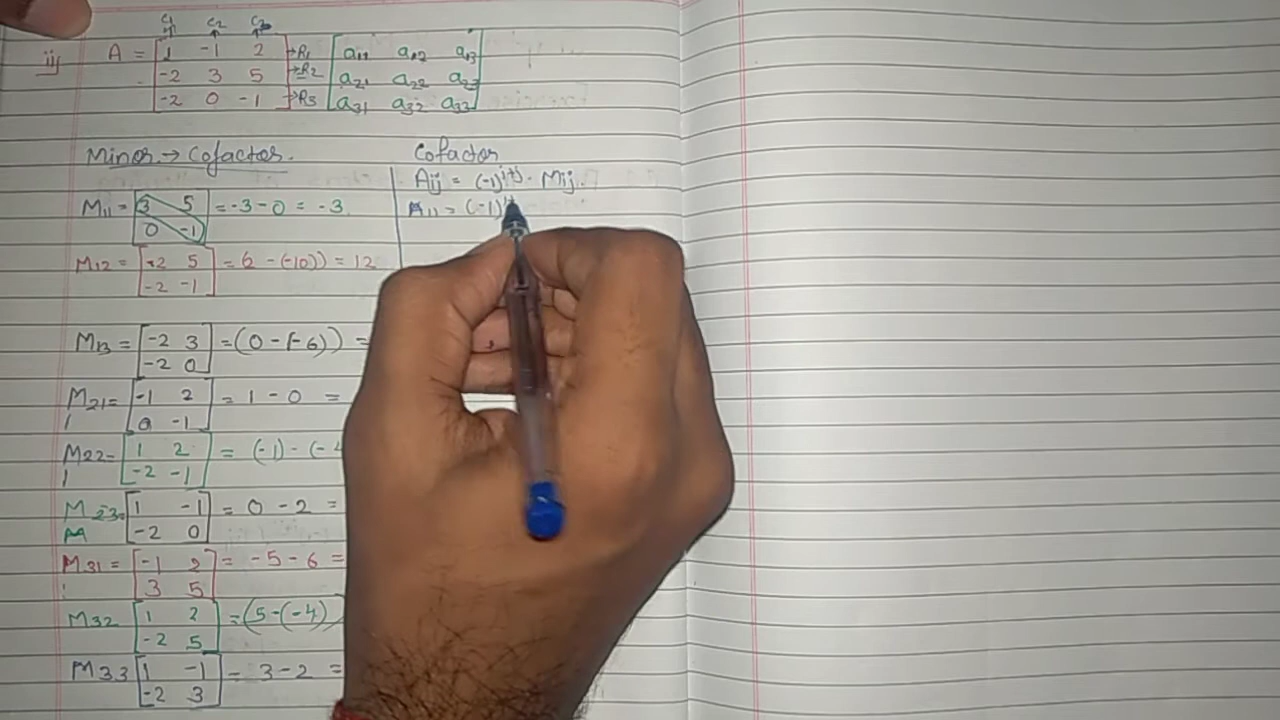 C1 C2 C3
ii) A = [1 -1 2 → R1 [a11 a12 a13
-2 3 5 → R2 a21 a22 a23
-2 0 -1] → R3 a31 a32 a33]
Minor → Cofactor.
M11 = |3 5 = -3-0 = -3
0 -1|
M12 = [-2 5 = (2 - (-10)) = 12
-2 -1]
M13 = [-2 3 = (0 - (-6)) =
-2 0]
M21 = [-1 2 = 1 - 0 =
0 -1]
M22 = [1 2 = (-1) - (-4
-2 -1]
M23 = [1 -1 = 0 - 2 =
-2 0]
M31 = [-1 2 = -5 - 6 =
3 5]
M32 [1 2 = (5 - (-4)
-2 5]
M33 [1 -1 = 3 - 2 =
-2 3]
Cofactor
Aij = (-1)^i+j . Mij.
A11 = (-1)